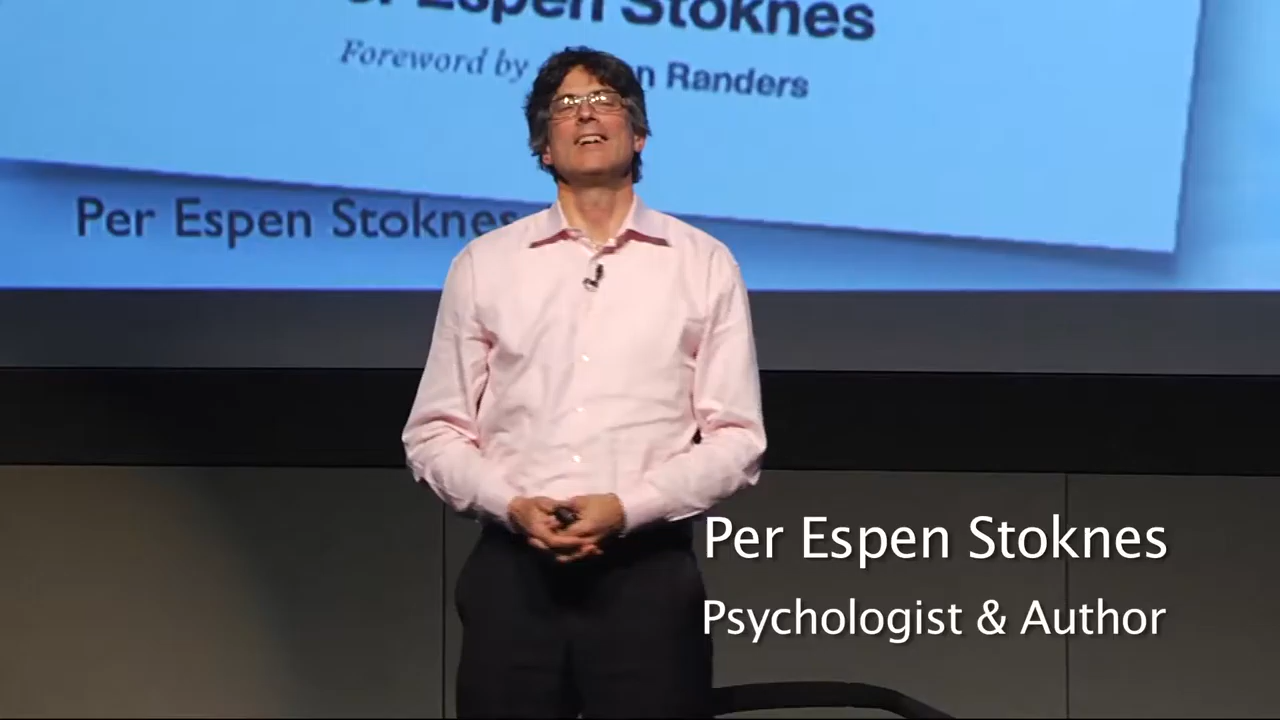 Espen Stoknes
Foreword by Randers
Per Espen Stoknes
Per Espen Stoknes
Psychologist & Author